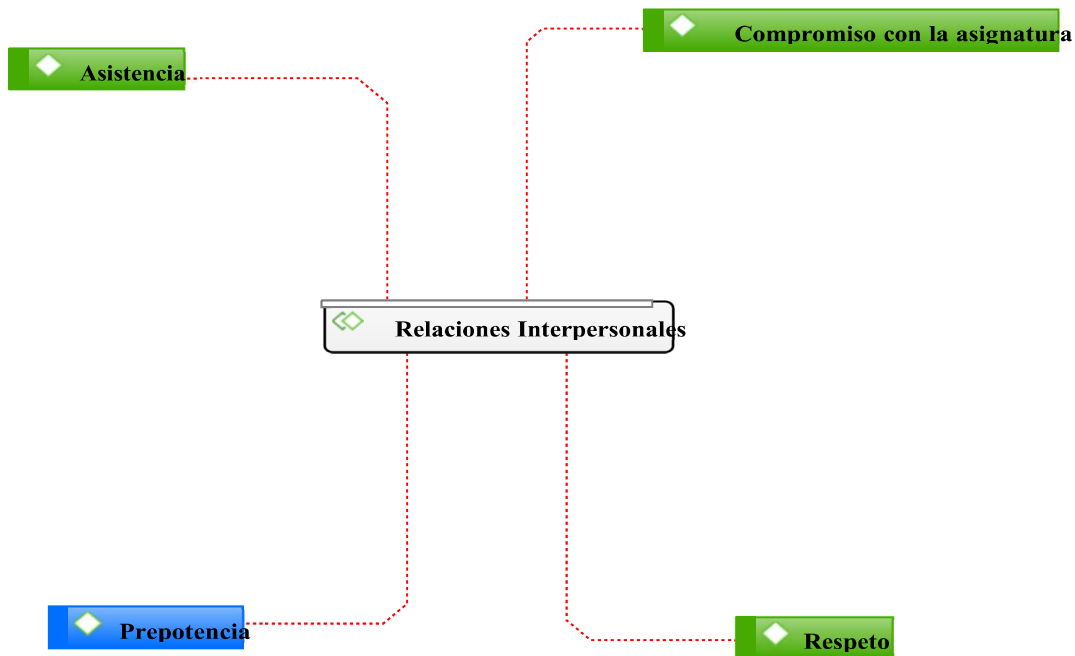 Compromiso con la asignatura
Asistencia
Relaciones Interpersonales
Prepotencia
Respeto